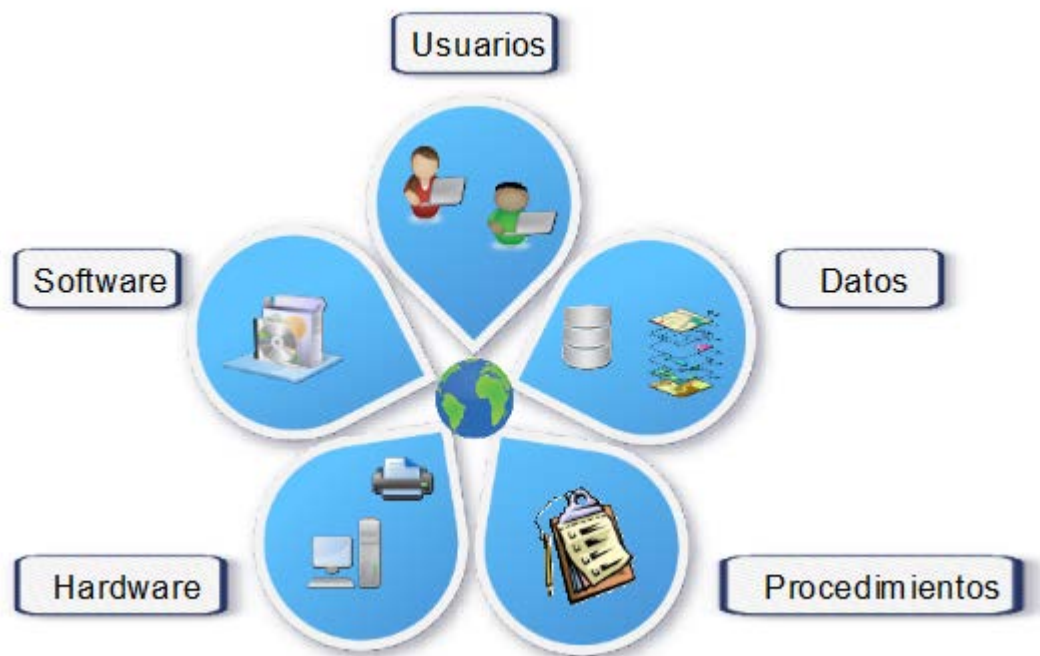 Usuarios
Software
Datos
Hardware
Procedimientos